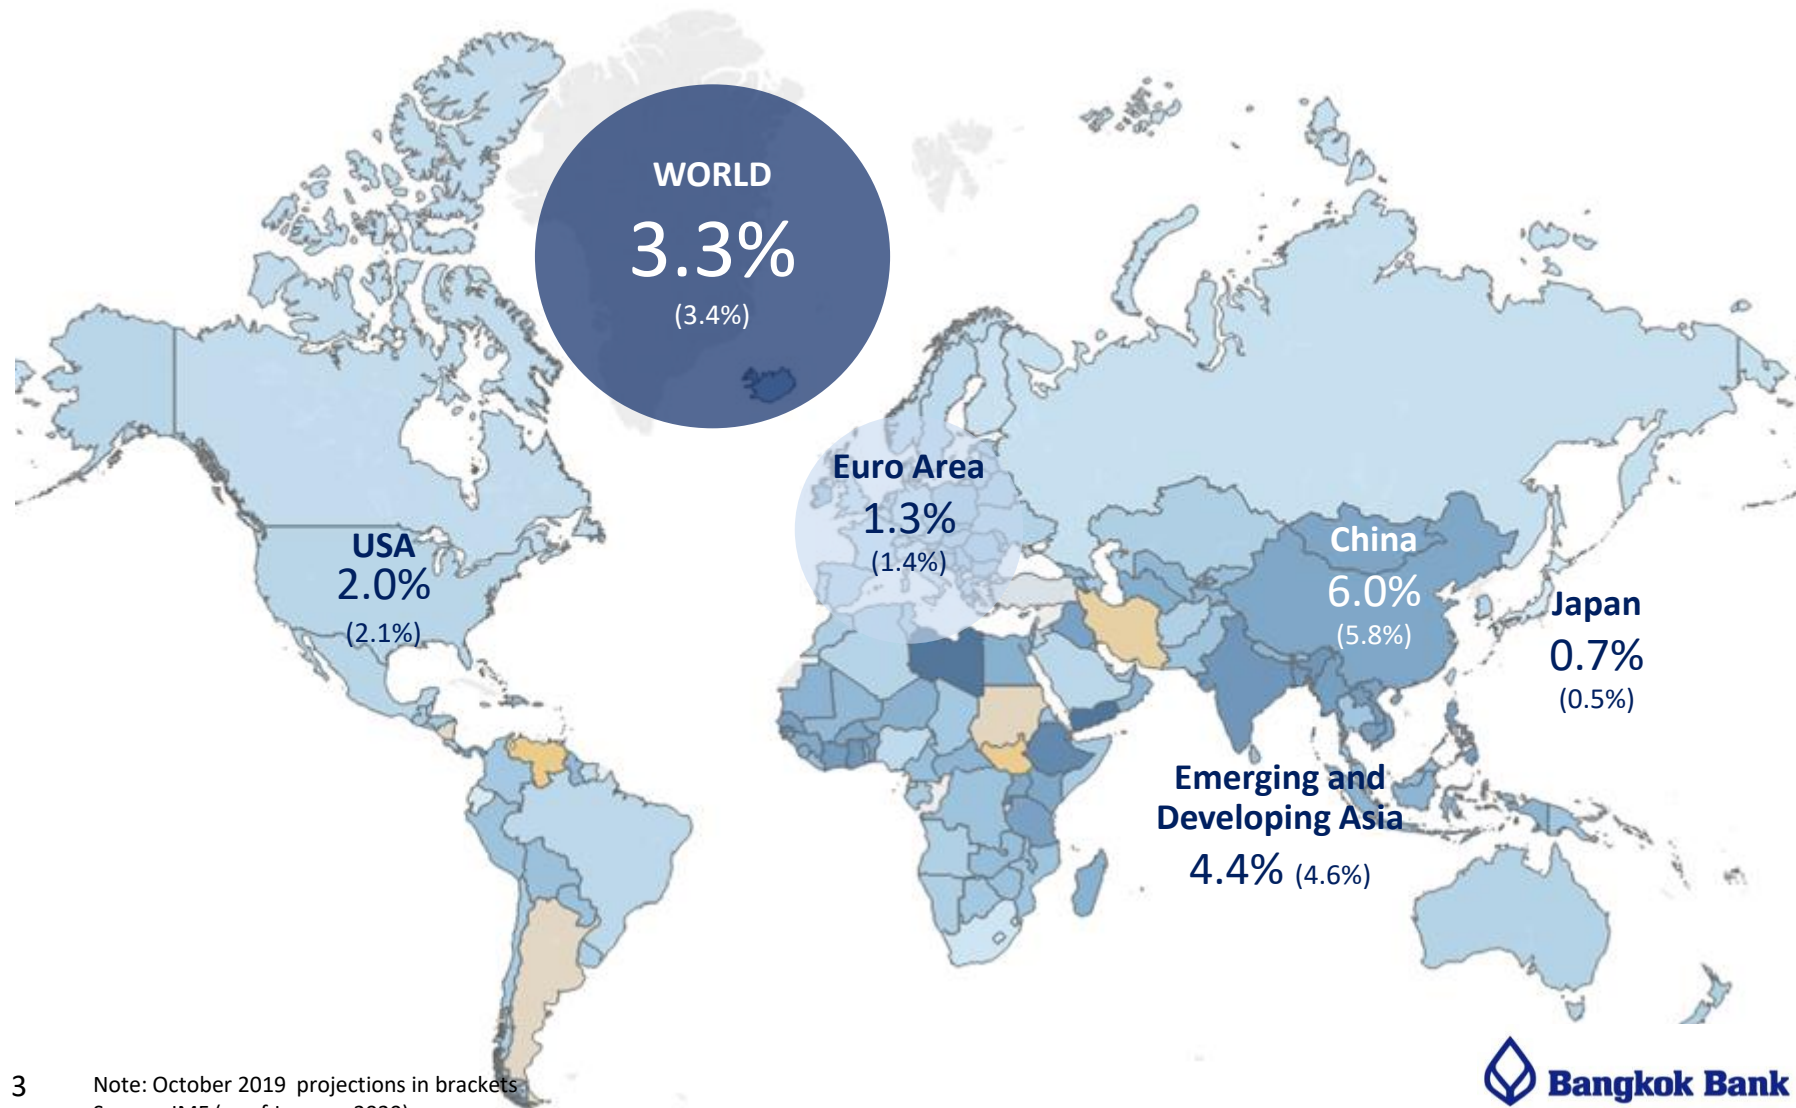 WORLD
3.3%
(3.4%)
Euro Area
1.3%
(1.4%)
USA
2.0%
(2.1%)
China
6.0%
(5.8%)
Japan
0.7%
(0.5%)
Emerging and
Developing Asia
4.4% (4.6%)
3
Note: October 2019 projections in brackets
Bangkok Bank